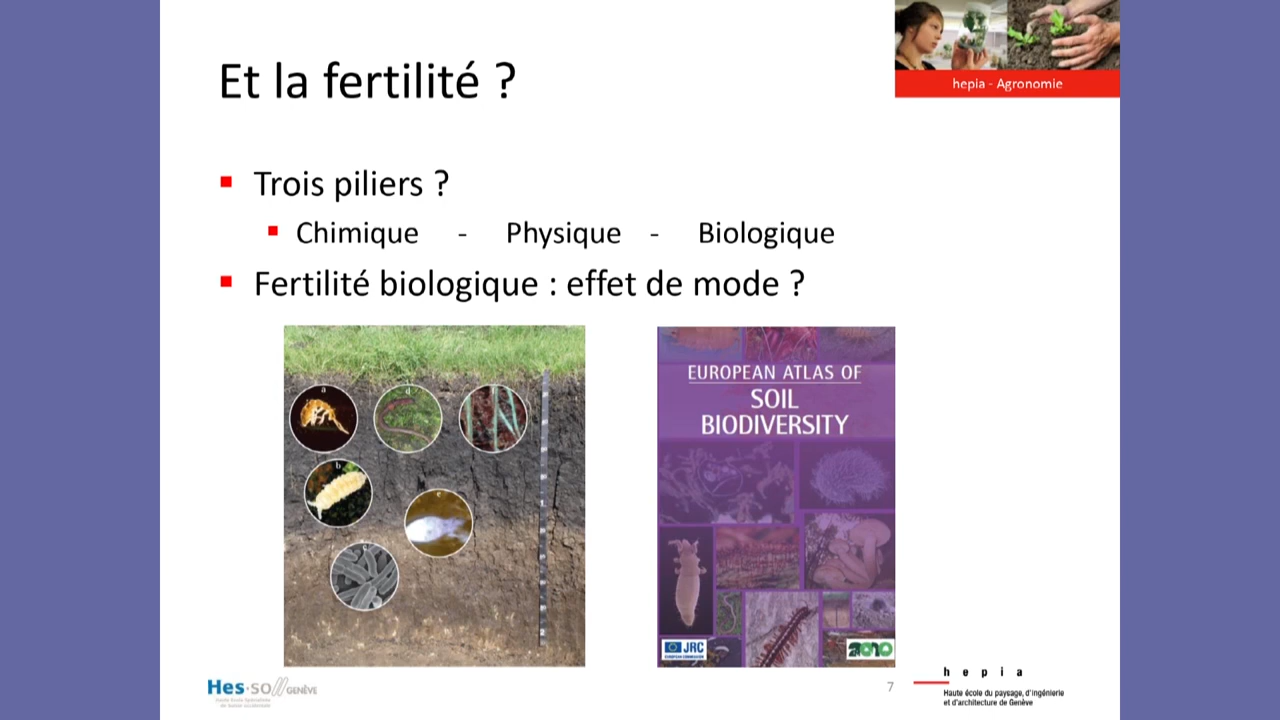 Et la fertilité ?
hepia - Agronomie
Trois piliers ?
Chimique - Physique - Biologique
Fertilité biologique : effet de mode ?
a
d
b
EUROPEAN ATLAS OF
SOIL
BIODIVERSITY
JRC
EUROPEAN COMMISSION
2010
Hes·so// GENÈVE
Haute Ecole Spécialisée
de Suisse occidentale
7
h e p i a
Haute école du paysage, d'ingénierie
et d'architecture de Genève